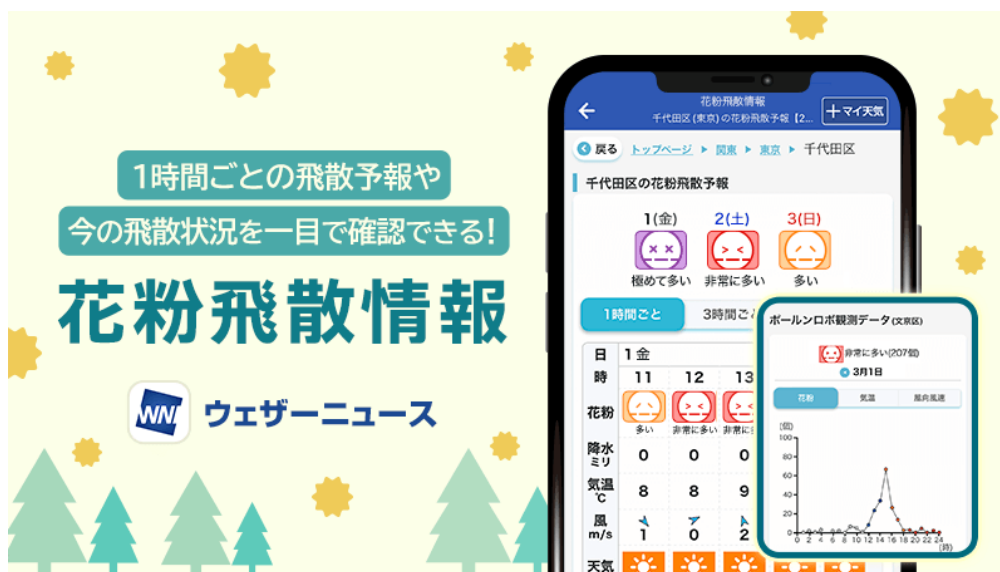 1時間ごとの飛散予報や
今の飛散状況を一目で確認できる!
花粉飛散情報
WNI
ウェザーニュース
花粉飛散情報
千代田区(東京)の花粉飛散予報【2...
+マイ天気
戻る トップページ ▶ 関東 ▶ 東京 ▶ 千代田区
千代田区の花粉飛散予報
1(金) 2(土) 3(日)
極めて多い 非常に多い 多い
1時間ごと 3時間ご
日 1 金
時 11 12 13
花粉
多い 非常に多い 非常に
降水 ミリ 0 0 0
気温 ℃ 8 8 9
風 m/s 1 0 2
天気
ポールンロボ観測データ(文京区)
非常に多い(207個)
3月1日
花粉 気温 風向風速
(個)
100
80
60
40
20
0
0 2 4 6 8 10 12 14 16 18 20 22 24
(時)